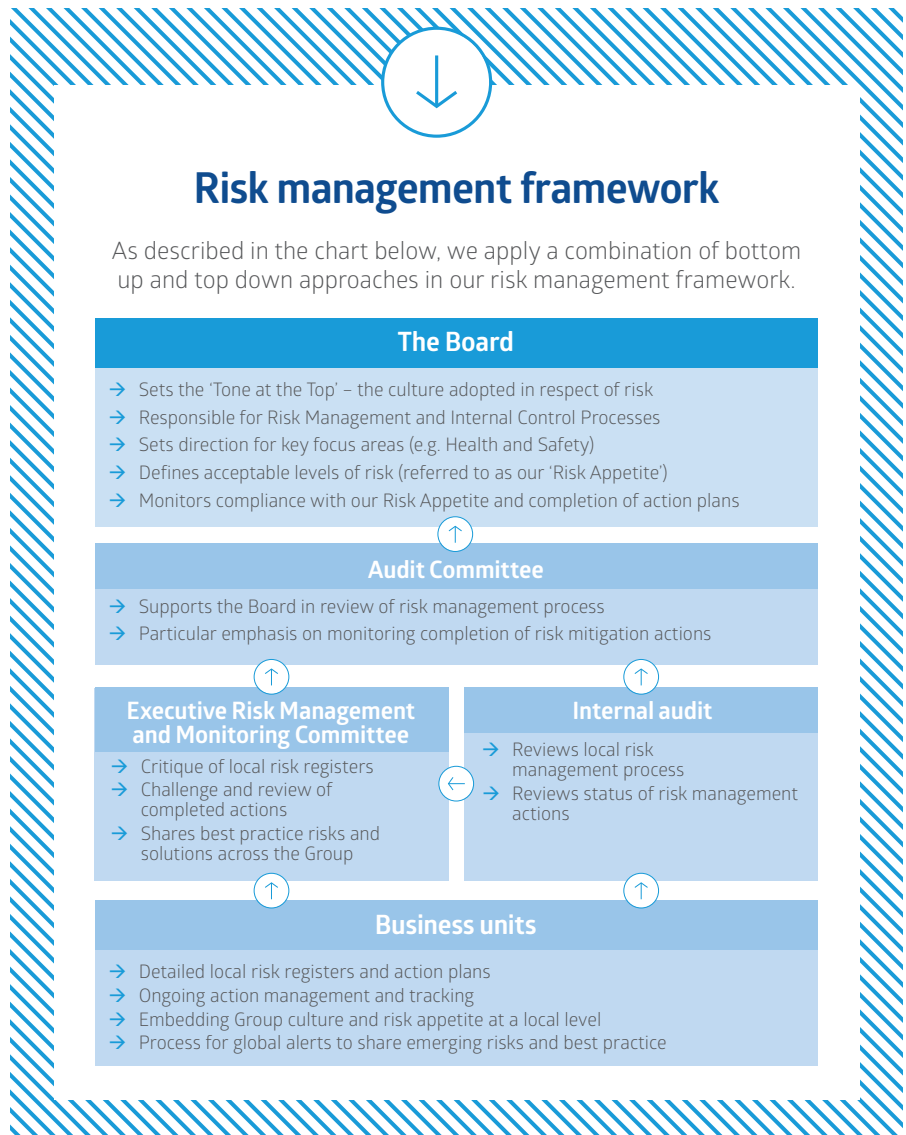 Risk management framework
As described in the chart below, we apply a combination of bottom
up and top down approaches in our risk management framework.
The Board
→ Sets the ‘Tone at the Top’ – the culture adopted in respect of risk
→ Responsible for Risk Management and Internal Control Processes
→ Sets direction for key focus areas (e.g. Health and Safety)
→ Defines acceptable levels of risk (referred to as our ‘Risk Appetite’)
→ Monitors compliance with our Risk Appetite and completion of action plans
Audit Committee
→ Supports the Board in review of risk management process
→ Particular emphasis on monitoring completion of risk mitigation actions
Executive Risk Management
and Monitoring Committee
→ Critique of local risk registers
→ Challenge and review of
completed actions
→ Shares best practice risks and
solutions across the Group
Internal audit
→ Reviews local risk
management process
→ Reviews status of risk management
actions
Business units
→ Detailed local risk registers and action plans
→ Ongoing action management and tracking
→ Embedding Group culture and risk appetite at a local level
→ Process for global alerts to share emerging risks and best practice